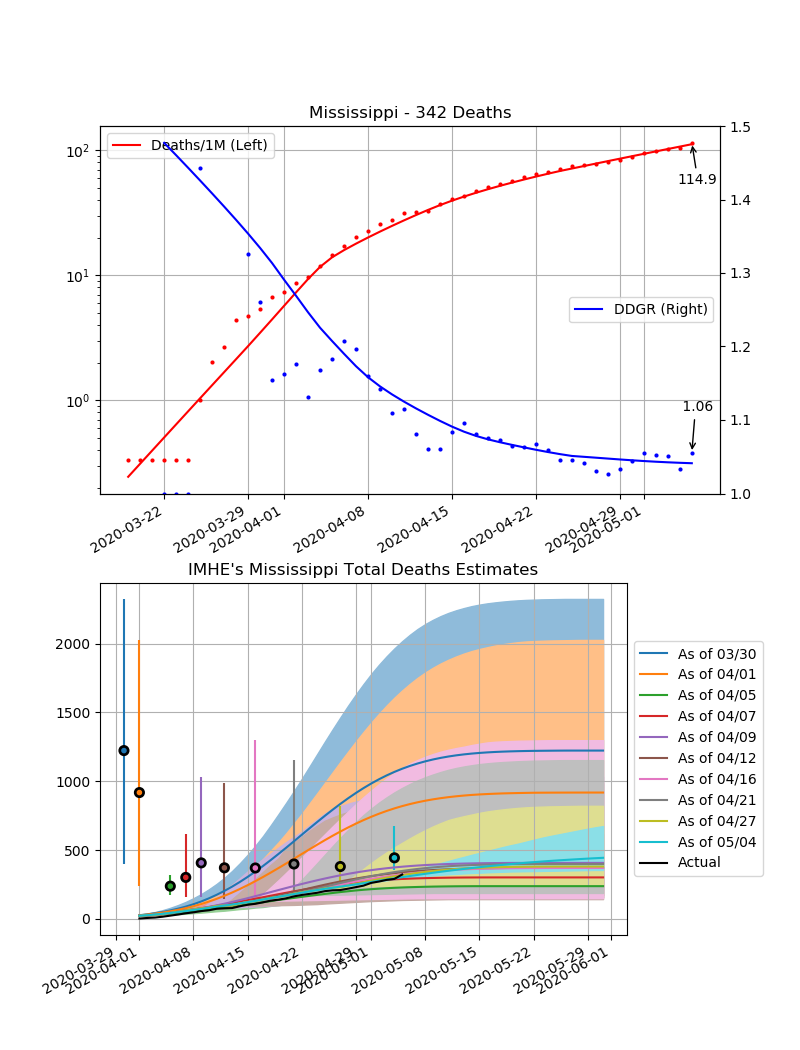 Mississippi - 342 Deaths
Deaths/1M (Left)
DDGR (Right)
114.9
1.06
10²
10¹
10⁰
1.5
1.4
1.3
1.2
1.1
1.0
2020-03-22
2020-03-29
2020-04-01
2020-04-08
2020-04-15
2020-04-22
2020-04-29
2020-05-01
IMHE's Mississippi Total Deaths Estimates
2000
1500
1000
500
0
2020-03-29
2020-04-01
2020-04-08
2020-04-15
2020-04-22
2020-04-29
2020-05-01
2020-05-08
2020-05-15
2020-05-22
2020-05-29
2020-06-01
As of 03/30
As of 04/01
As of 04/05
As of 04/07
As of 04/09
As of 04/12
As of 04/16
As of 04/21
As of 04/27
As of 05/04
Actual